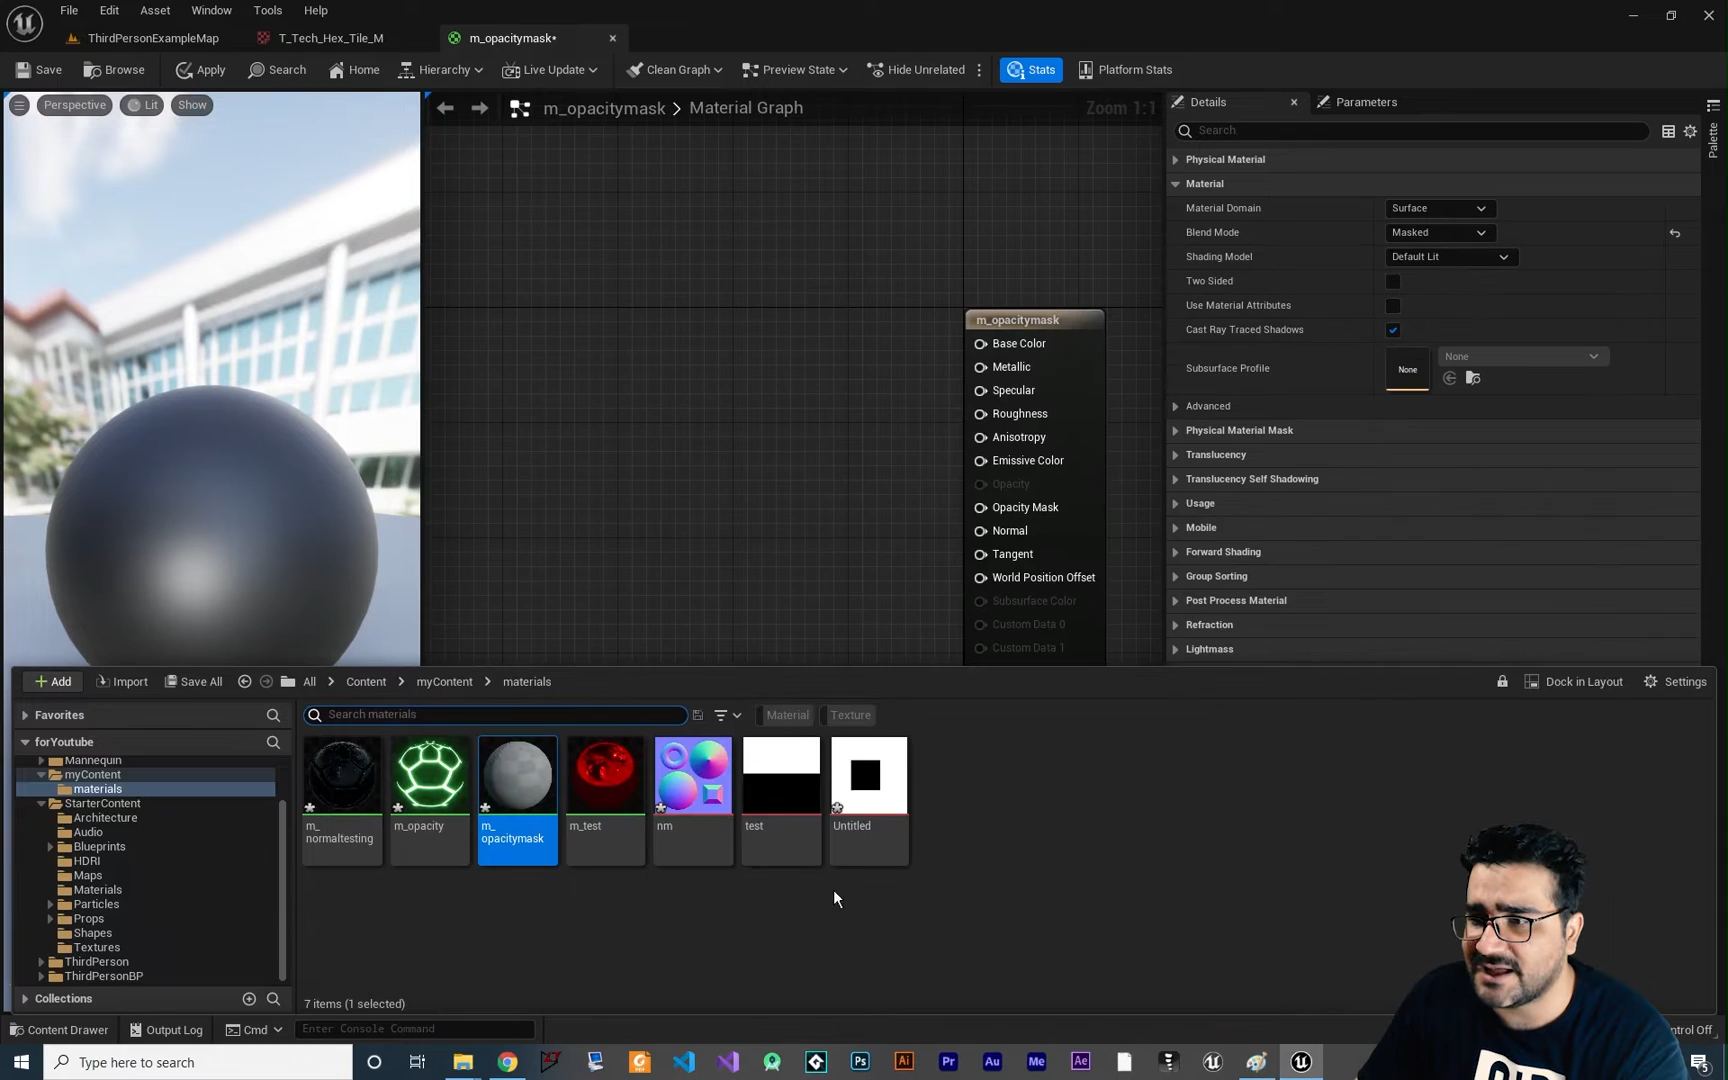 File Edit Asset Window Tools Help
ThirdPersonExampleMap T_Tech_Hex_Tile_M m_opacitymask*
Save Browse Apply Search Home Hierarchy Live Update Clean Graph Preview State Hide Unrelated Stats Platform Stats
Perspective Lit Show
m_opacitymask > Material Graph Zoom 1:1
m_opacitymask
Base Color
Metallic
Specular
Roughness
Anisotropy
Emissive Color
Opacity
Opacity Mask
Normal
Tangent
World Position Offset
Subsurface Color
Custom Data 0
Custom Data 1
Details Parameters
Palette
Search
Physical Material
Material
Material Domain Surface
Blend Mode Masked
Shading Model Default Lit
Two Sided
Use Material Attributes
Cast Ray Traced Shadows
Subsurface Profile None None
Advanced
Physical Material Mask
Translucency
Translucency Self Shadowing
Usage
Mobile
Forward Shading
Group Sorting
Post Process Material
Refraction
Lightmass
Add Import Save All All Content myContent materials Dock in Layout Settings
Favorites
forYoutube
Mannequin
myContent
materials
StarterContent
Architecture
Audio
Blueprints
HDRI
Maps
Materials
Particles
Props
Shapes
Textures
ThirdPerson
ThirdPersonBP
Collections
Search materials Material Texture
m_
normaltesting
m_opacity
m_
opacitymask
m_test
nm
test
Untitled
7 items (1 selected)
Content Drawer Output Log Cmd Enter Console Command
Type here to search
Ps Ai Pr Au Me Ae
5